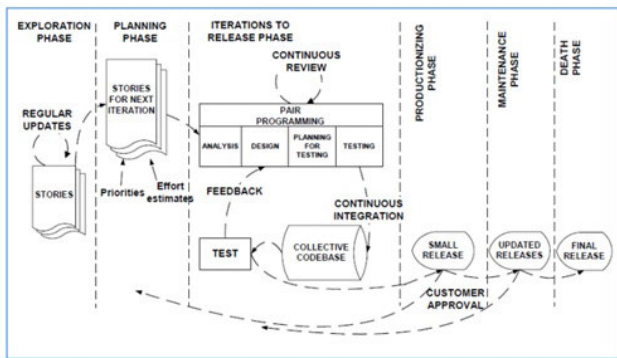 EXPLORATION
PHASE
PLANNING
PHASE
ITERATIONS TO
RELEASE PHASE
PRODUCTIONIZING
PHASE
MAINTENANCE
PHASE
DEATH
PHASE
CONTINUOUS
REVIEW
STORIES
FOR NEXT
ITERATION
REGULAR
UPDATES
PAIR
PROGRAMMING
ANALYSIS
DESIGN
PLANNING
FOR
TESTING
TESTING
STORIES
Priorities
Effort
estimates
FEEDBACK
CONTINUOUS
INTEGRATION
TEST
COLLECTIVE
CODEBASE
SMALL
RELEASE
UPDATED
RELEASES
FINAL
RELEASE
CUSTOMER
APPROVAL